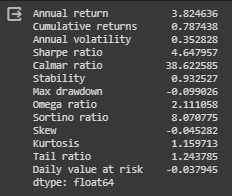 Annual return 3.824636
Cumulative returns 0.787438
Annual volatility 0.352828
Sharpe ratio 4.647957
Calmar ratio 38.622585
Stability 0.932527
Max drawdown -0.099026
Omega ratio 2.111058
Sortino ratio 8.070775
Skew -0.045282
Kurtosis 1.159713
Tail ratio 1.243785
Daily value at risk -0.037945
dtype: float64